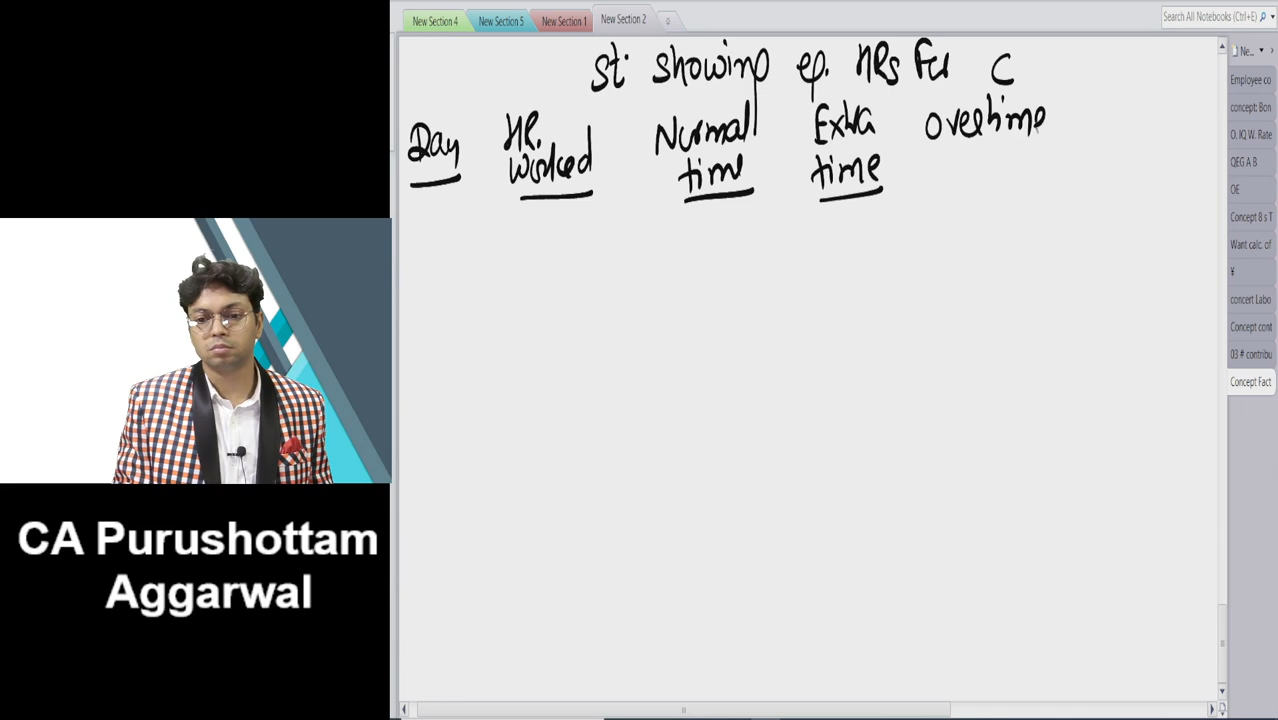 New Section 4
New Section 5
New Section 1
New Section 2
Search All Notebooks (Ctrl+E)
St. showing eq. HRs For C
Day HR. worked Normal time Extra time overtime
Ne...
Employee co
concept: Bon
O. IQ W. Rate
QEG A B
OE
Concept 8 s T
Want calc. of
¥
concert Labo
Concept cont
03 # contribu
Concept Fact
CA Purushottam
Aggarwal